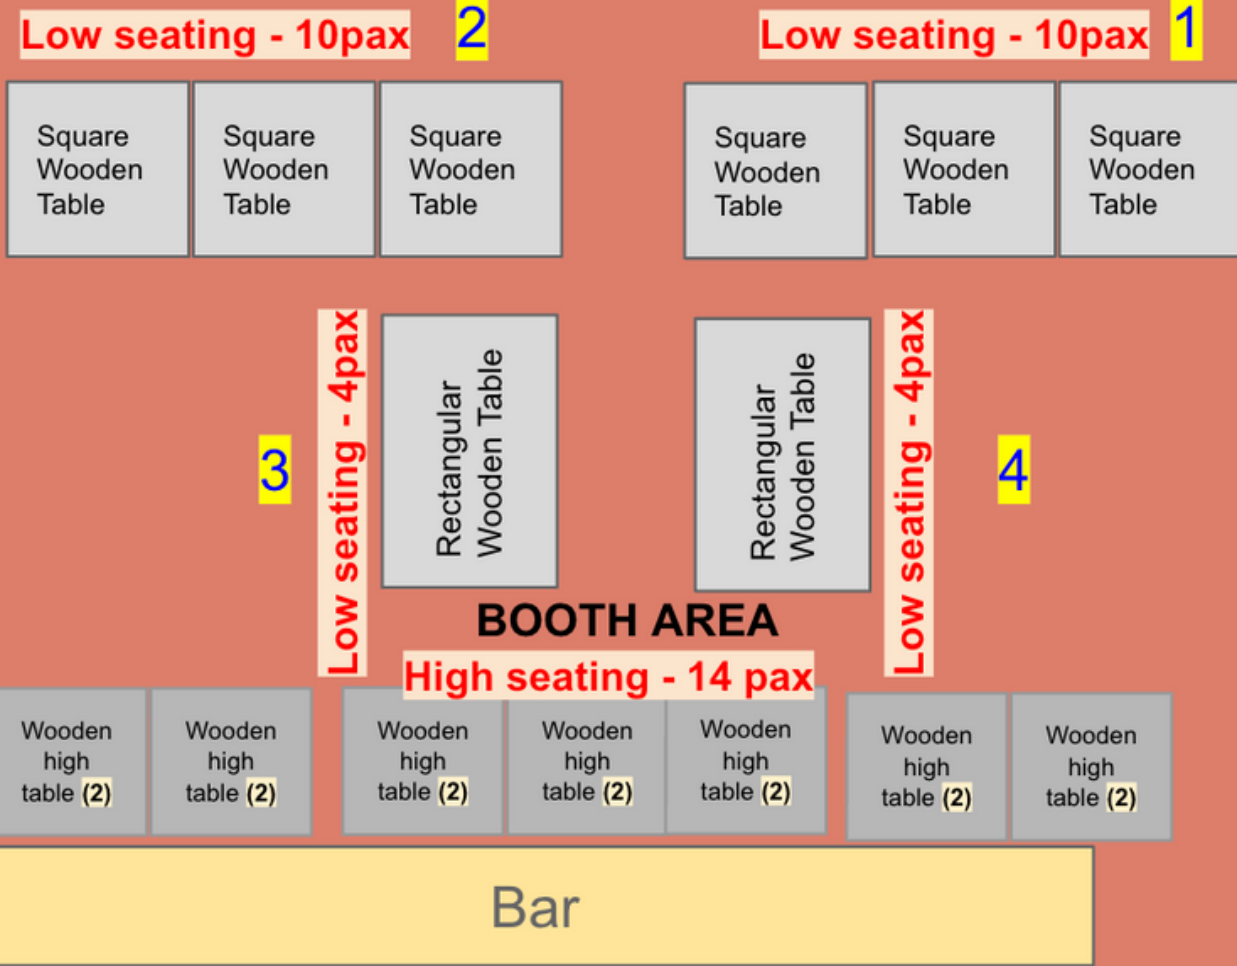 Low seating - 10pax
2
Low seating - 10pax
1
Square
Wooden
Table
Square
Wooden
Table
Square
Wooden
Table
Square
Wooden
Table
Square
Wooden
Table
Square
Wooden
Table
3
Low seating - 4pax
Rectangular
Wooden Table
Rectangular
Wooden Table
Low seating - 4pax
4
BOOTH AREA
High seating - 14 pax
Wooden
high
table (2)
Wooden
high
table (2)
Wooden
high
table (2)
Wooden
high
table (2)
Wooden
high
table (2)
Wooden
high
table (2)
Wooden
high
table (2)
Bar